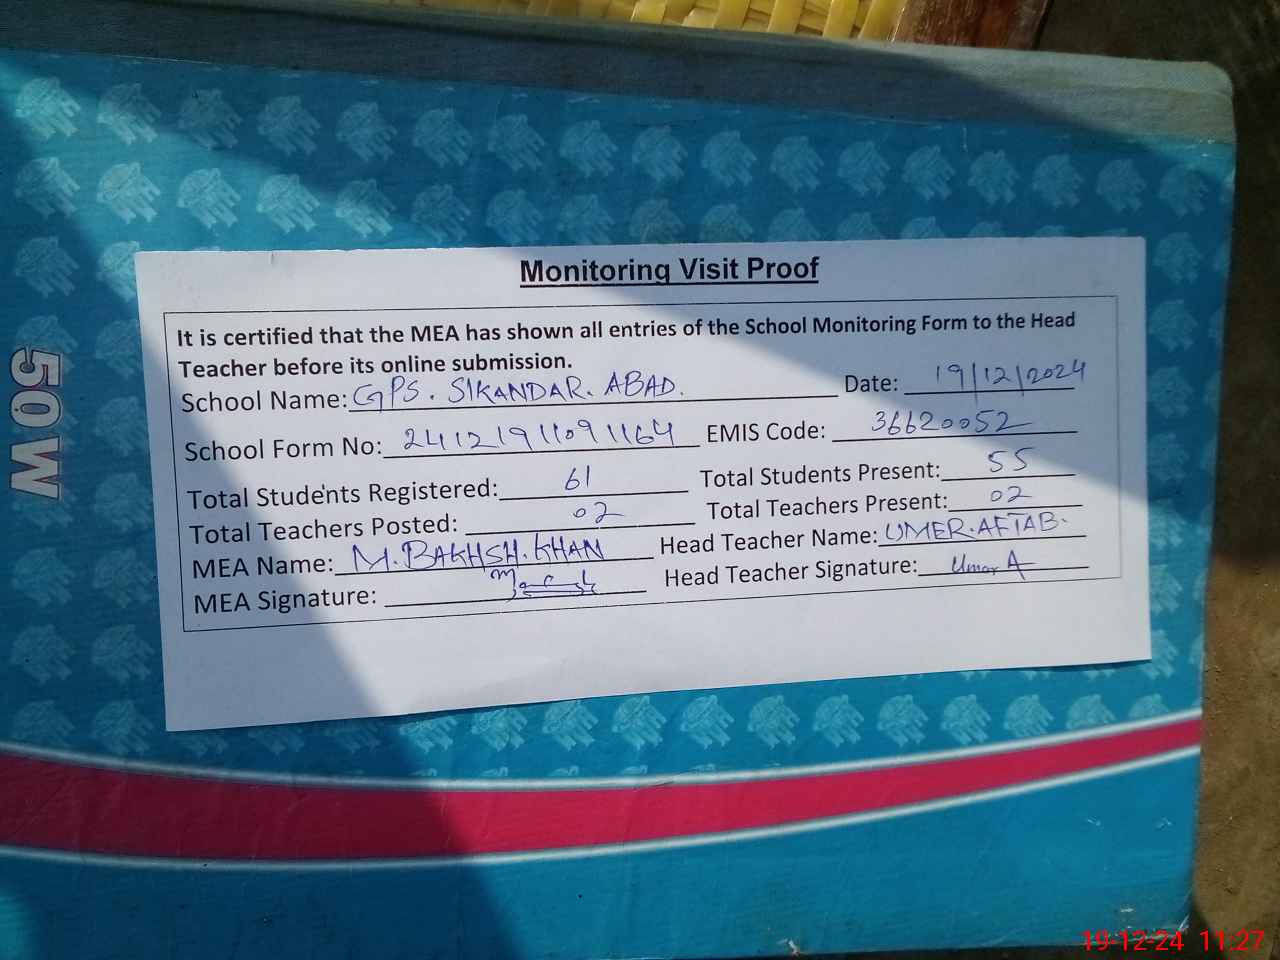 Monitoring Visit Proof
It is certified that the MEA has shown all entries of the School Monitoring Form to the Head
Teacher before its online submission.
School Name: GPS. SIKANDAR. ABAD. Date: 19/12/2024
School Form No: 2412191109 1164 EMIS Code: 36620052
Total Students Registered: 61 Total Students Present: 55
Total Teachers Posted: 02 Total Teachers Present: 02
MEA Name: M. BAKHSH. KHAN Head Teacher Name: UMER. AFTAB.
MEA Signature: Head Teacher Signature: Umar A
50W
19-12-24 11:27